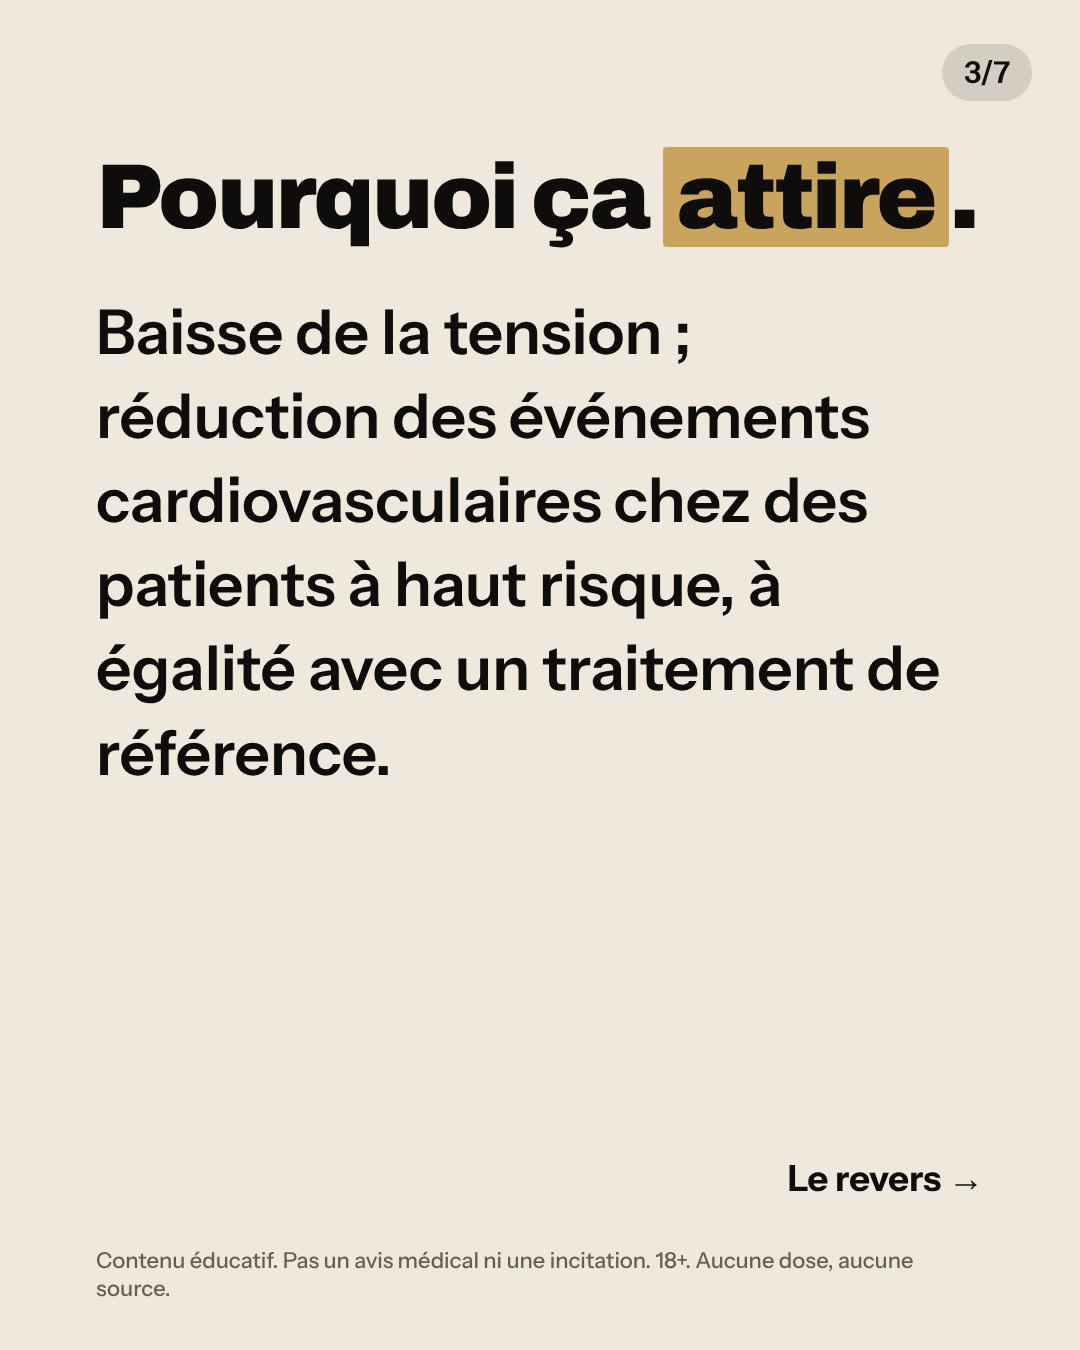 3/7
Pourquoi ça attire.
Baisse de la tension ;
réduction des événements
cardiovasculaires chez des
patients à haut risque, à
égalité avec un traitement de
référence.
Le revers →
Contenu éducatif. Pas un avis médical ni une incitation. 18+. Aucune dose, aucune
source.